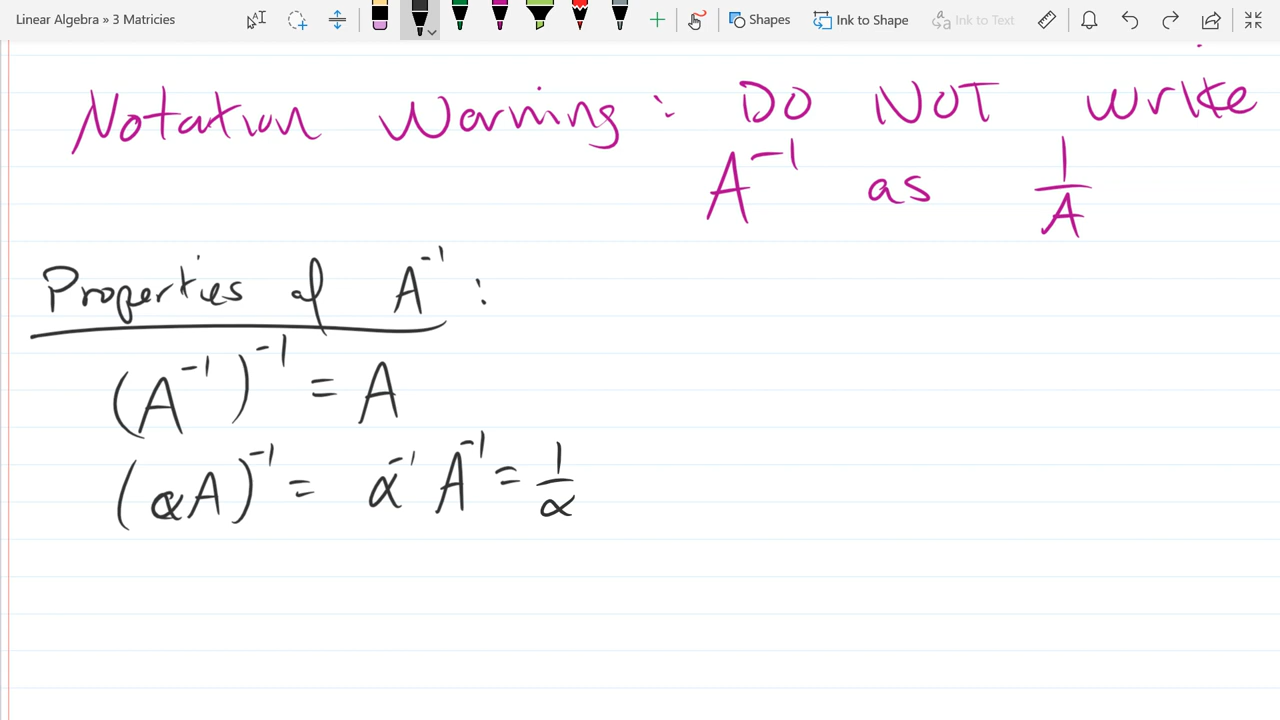 Linear Algebra » 3 Matricies Shapes Ink to Shape Ink to Text
Notation Warning: DO NOT write
A⁻¹ as 1/A
Properties of A⁻¹:
(A⁻¹)⁻¹ = A
(αA)⁻¹ = α⁻¹ A⁻¹ = 1/α